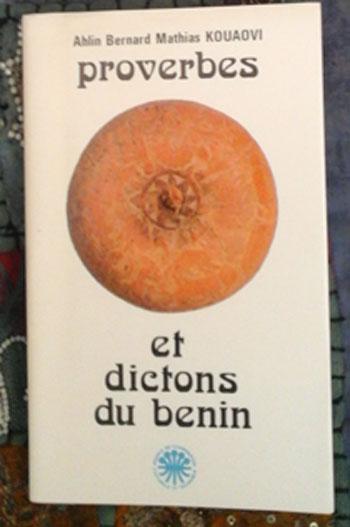 Ahlin Bernard Mathias KOUAOVI
proverbes
et
dictons
du benin